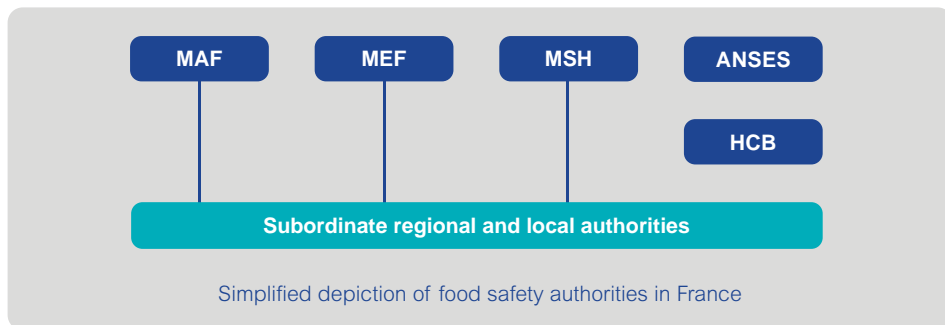 MAF
MEF
MSH
ANSES
HCB
Subordinate regional and local authorities
Simplified depiction of food safety authorities in France